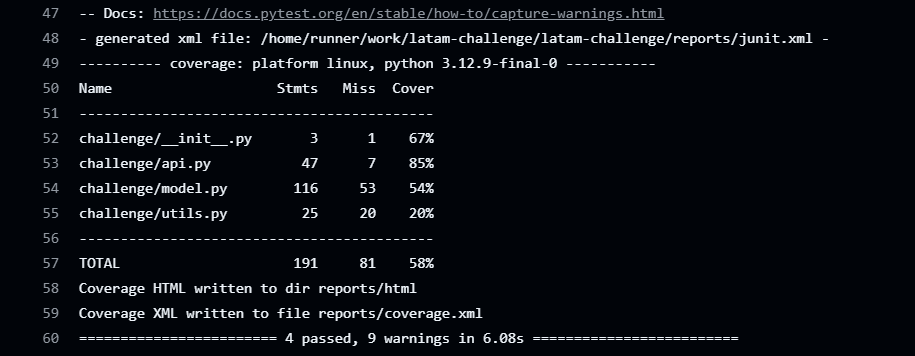 47 -- Docs: https://docs.pytest.org/en/stable/how-to/capture-warnings.html
48 - generated xml file: /home/runner/work/latam-challenge/latam-challenge/reports/junit.xml -
49 ---------- coverage: platform linux, python 3.12.9-final-0 -----------
50 Name                    Stmts   Miss  Cover
51 -------------------------------------------
52 challenge/__init__.py       3      1    67%
53 challenge/api.py           47      7    85%
54 challenge/model.py        116     53    54%
55 challenge/utils.py         25     20    20%
56 -------------------------------------------
57 TOTAL                     191     81    58%
58 Coverage HTML written to dir reports/html
59 Coverage XML written to file reports/coverage.xml
60 ======================== 4 passed, 9 warnings in 6.08s =========================